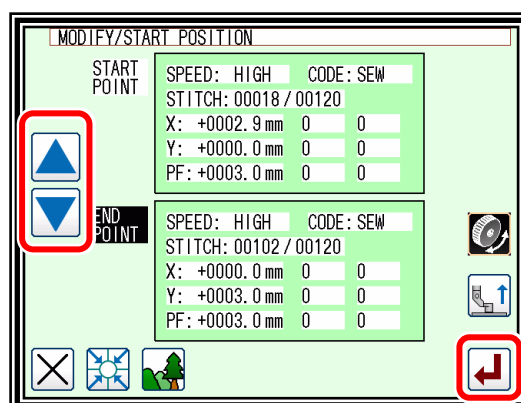 MODIFY/START POSITION
START
POINT
SPEED: HIGH CODE: SEW
STITCH: 00018 / 00120
X: +0002.9 mm 0 0
Y: +0000.0 mm 0 0
PF: +0003.0 mm 0 0
END
POINT
SPEED: HIGH CODE: SEW
STITCH: 00102 / 00120
X: +0000.0 mm 0 0
Y: +0003.0 mm 0 0
PF: +0003.0 mm 0 0